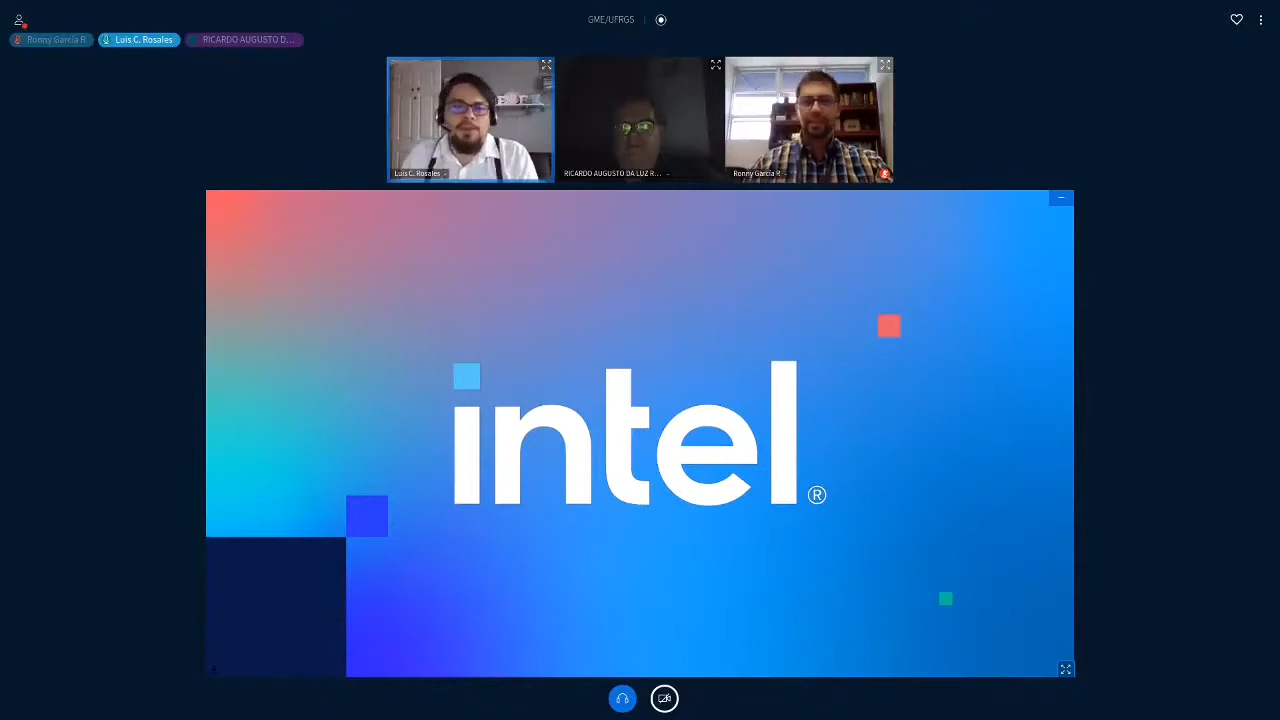 GME/UFRGS
Ronny García R
Luis C. Rosales
RICARDO AUGUSTO D...
Luis C. Rosales
RICARDO AUGUSTO DA LUZ R...
Ronny García R
intel®